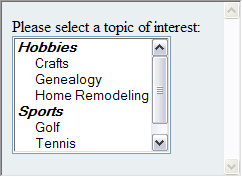 Please select a topic of interest:
Hobbies
Crafts
Genealogy
Home Remodeling
Sports
Golf
Tennis